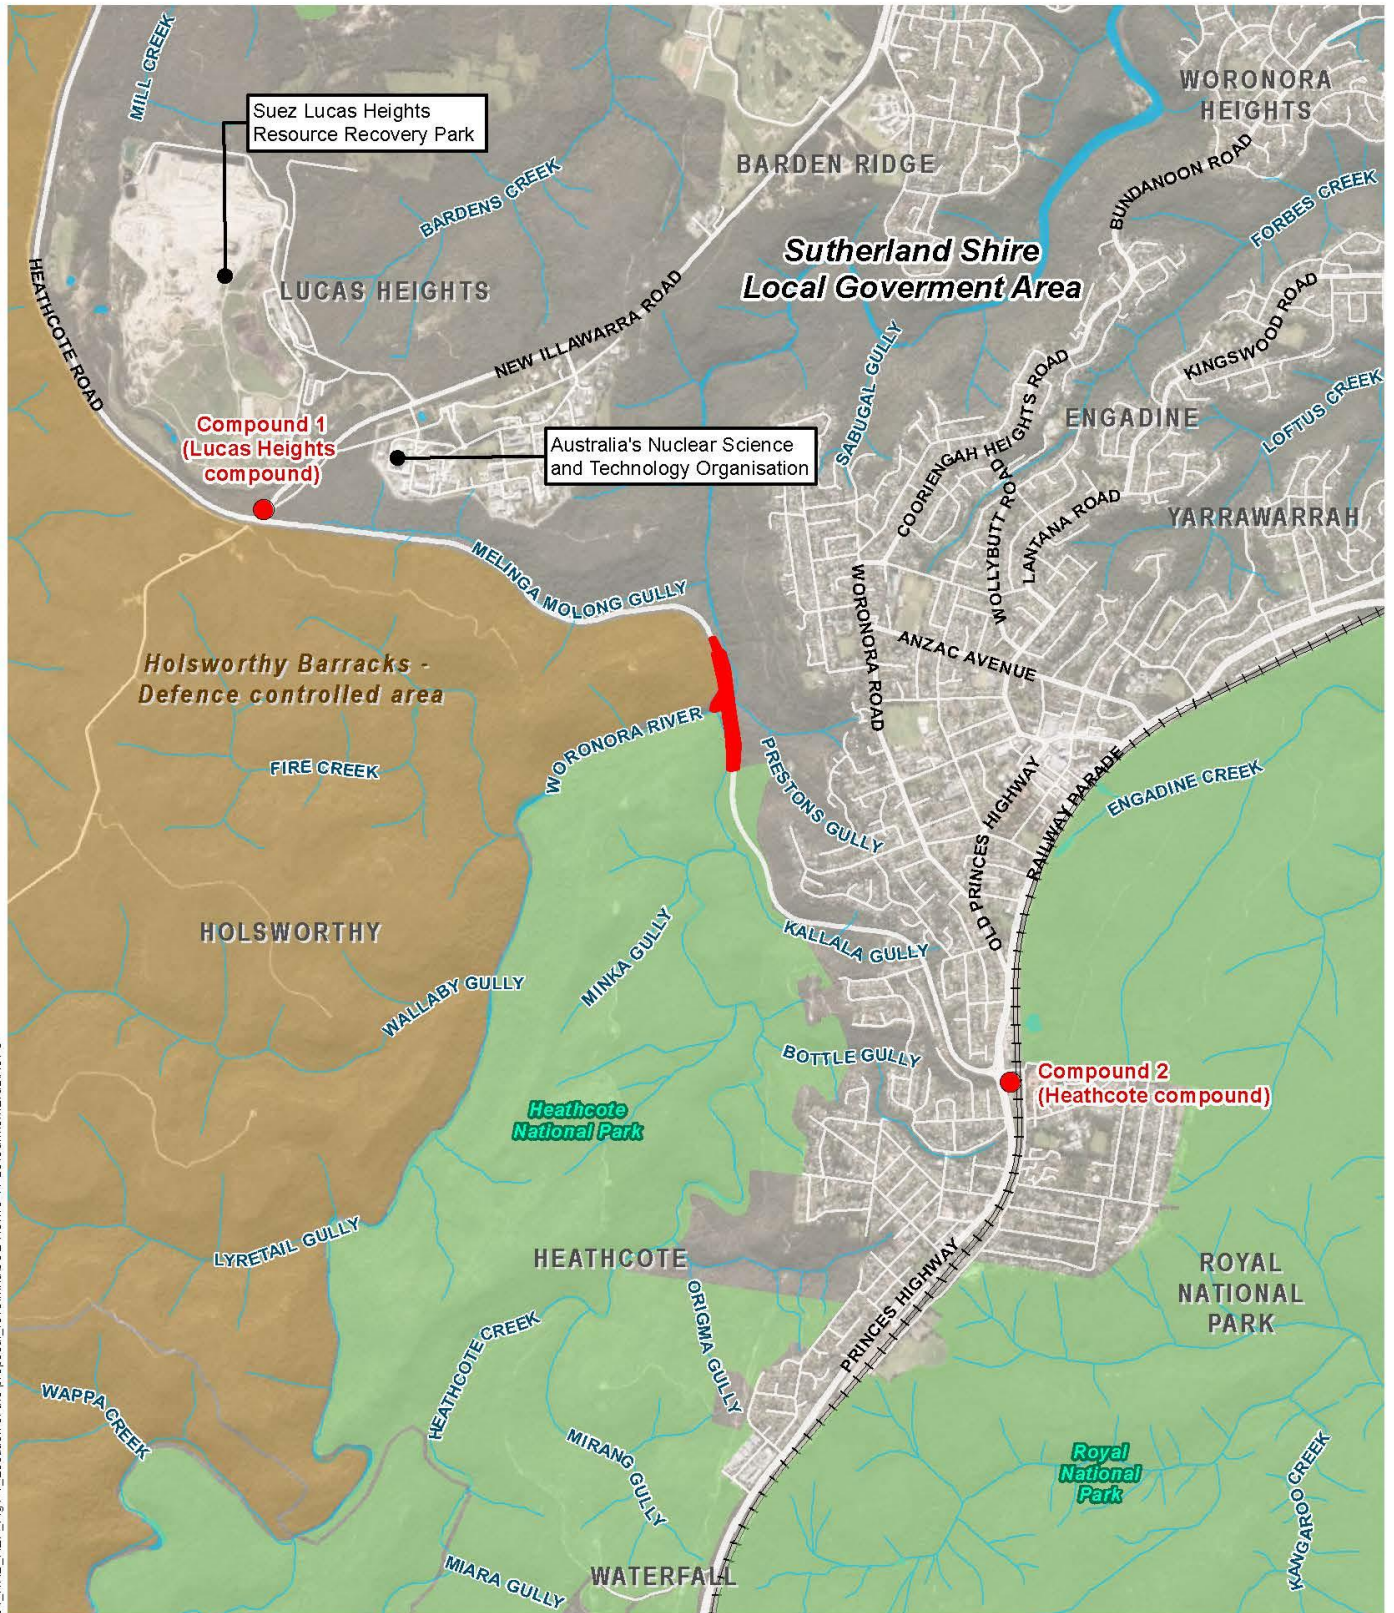 MILL CREEK
Suez Lucas Heights
Resource Recovery Park
WORONORA
HEIGHTS
BARDEN RIDGE
BUNDANOON ROAD
BARDENS CREEK
FORBES CREEK
Sutherland Shire
Local Goverment Area
HEATHCOTE ROAD
LUCAS HEIGHTS
NEW ILLAWARRA ROAD
KINGSWOOD ROAD
SABUGAL GULLY
COORIENGAH HEIGHTS ROAD
ENGADINE
LOFTUS CREEK
Compound 1
(Lucas Heights
compound)
Australia's Nuclear Science
and Technology Organisation
WOLLYBUTT ROAD
LANTANA ROAD
YARRAWARRAH
MELINGA MOLONG GULLY
WORONORA ROAD
ANZAC AVENUE
Holsworthy Barracks -
Defence controlled area
WORONORA RIVER
FIRE CREEK
PRESTONS GULLY
OLD PRINCES HIGHWAY
RAILWAY PARADE
ENGADINE CREEK
HOLSWORTHY
MINKA GULLY
KALLALA GULLY
WALLABY GULLY
BOTTLE GULLY
Compound 2
(Heathcote compound)
Heathcote
National Park
LYRETAIL GULLY
HEATHCOTE
ORIGMA GULLY
PRINCES HIGHWAY
ROYAL
NATIONAL
PARK
HEATHCOTE CREEK
WAPPA CREEK
MIRANG GULLY
Royal
National
Park
KANGAROO CREEK
MIARA GULLY
WATERFALL